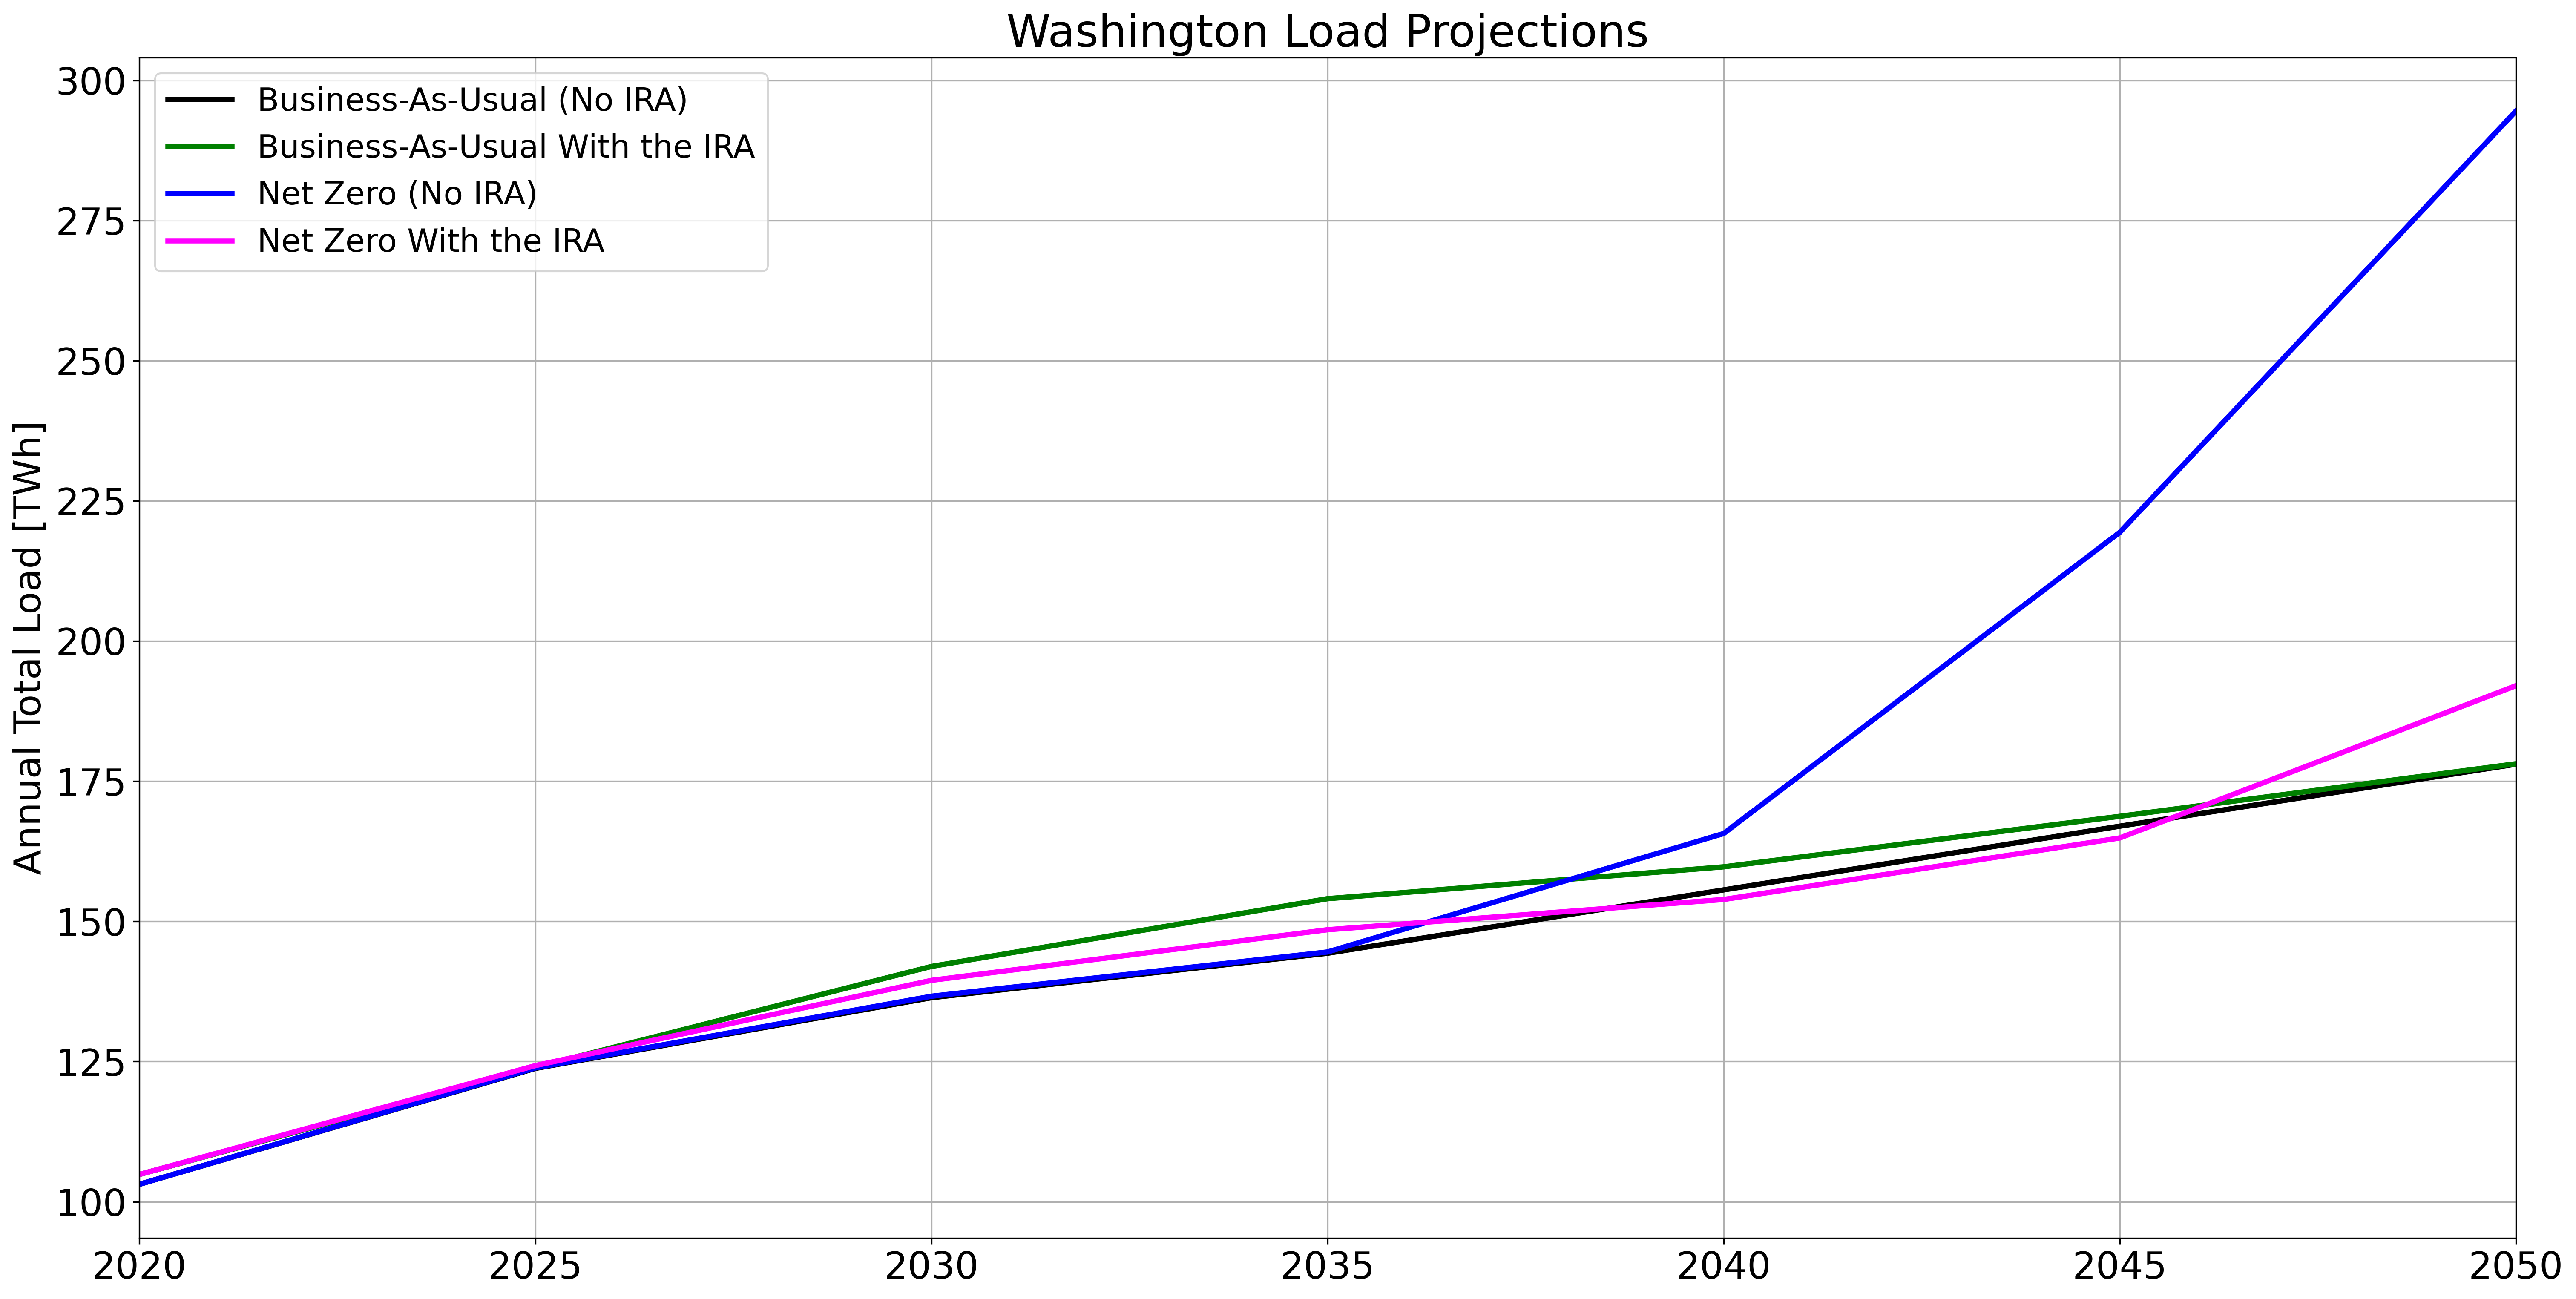 Washington Load Projections
Business-As-Usual (No IRA)
Business-As-Usual With the IRA
Net Zero (No IRA)
Net Zero With the IRA
Annual Total Load [TWh]
300
275
250
225
200
175
150
125
100
2020 2025 2030 2035 2040 2045 2050